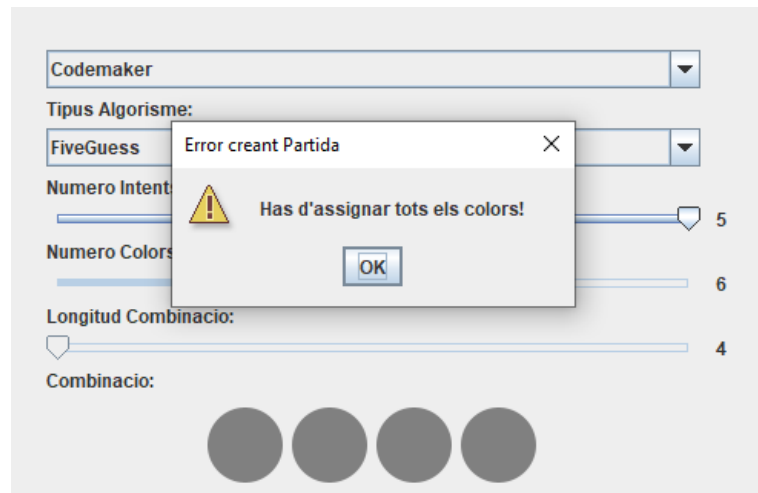 Codemaker
Tipus Algorisme:
FiveGuess
Error creant Partida
Numero Intents
Has d'assignar tots els colors!
5
Numero Colors
OK
6
Longitud Combinacio:
4
Combinacio: